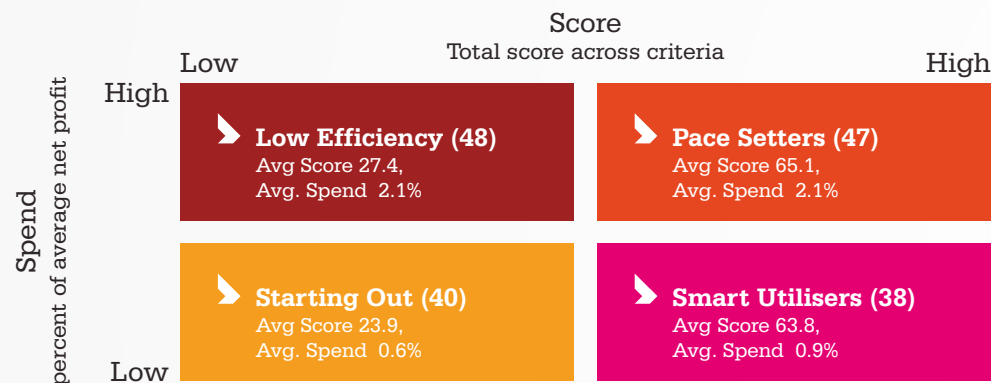 Score
Total score across criteria
Low
High
High
Spend
percent of average net profit
Low Efficiency (48)
Avg Score 27.4,
Avg. Spend 2.1%
Pace Setters (47)
Avg Score 65.1,
Avg. Spend 2.1%
Starting Out (40)
Avg Score 23.9,
Avg. Spend 0.6%
Smart Utilisers (38)
Avg Score 63.8,
Avg. Spend 0.9%
Low